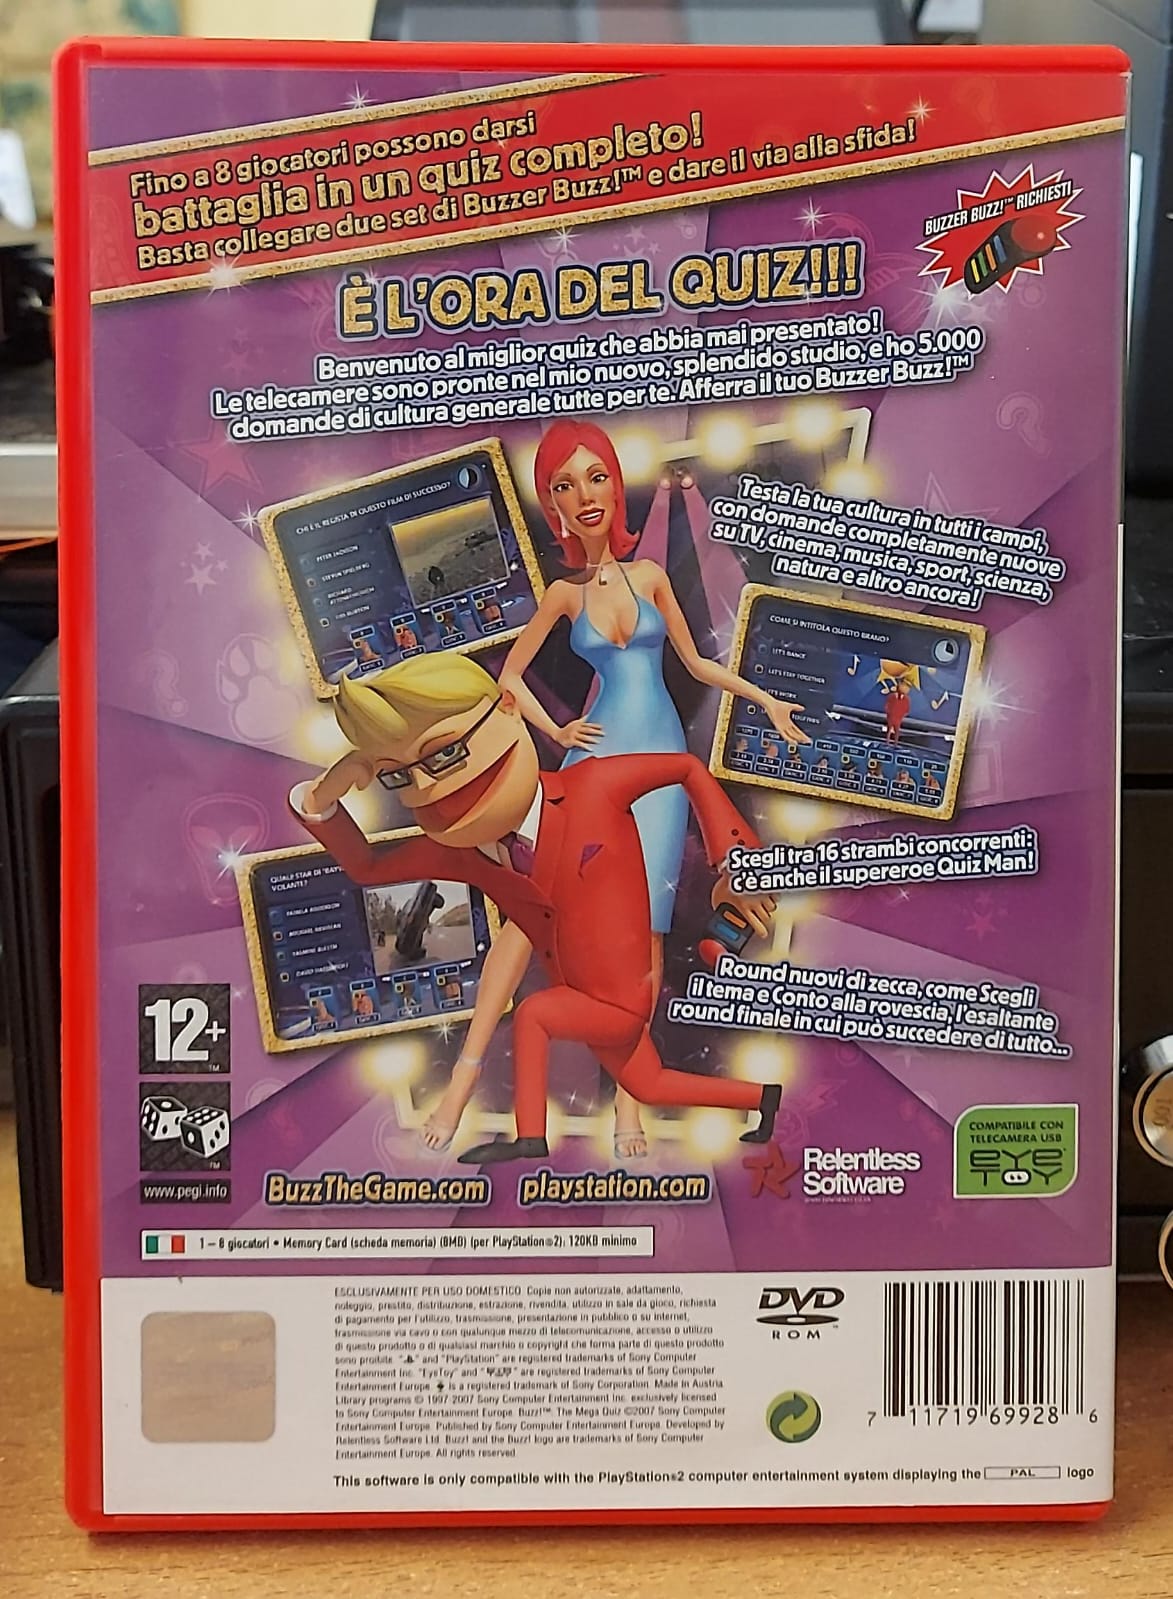 Fino a 8 giocatori possono darsi
battaglia in un quiz completo!
Basta collegare due set di Buzzer Buzz!™ e dare il via alla sfida!
BUZZER BUZZ!™ RICHIESTI
È L'ORA DEL QUIZ!!!
Benvenuto al miglior quiz che abbia mai presentato!
Le telecamere sono pronte nel mio nuovo, splendido studio, e ho 5.000
domande di cultura generale tutte per te. Afferra il tuo Buzzer Buzz!™
CHI È IL REGISTA DI QUESTO FILM DI SUCCESSO?
PETER JACKSON
STEVEN SPIELBERG
RICHARD
ATTENBOROUGH
TIM BURTON
Testa la tua cultura in tutti i campi,
con domande completamente nuove
su TV, cinema, musica, sport, scienza,
natura e altro ancora!
COME SI INTITOLA QUESTO BRANO?
LET'S DANCE
LET'S STAY TOGETHER
LET'S WORK
TOGETHER
Scegli tra 16 strambi concorrenti:
c'è anche il supereroe Quiz Man!
QUALE STAR DI "BAY
VOLANTE?
PAMELA ANDERSON
YASMINE BLEETH
Round nuovi di zecca, come Scegli
il tema e Conto alla rovescia, l'esaltante
round finale in cui può succedere di tutto...
12+
™
™
www.pegi.info
BuzzTheGame.com
playstation.com
Relentless
Software
COMPATIBILE CON
TELECAMERA USB
EYE
TOY
1 – 8 giocatori • Memory Card (scheda memoria) (8MB) (per PlayStation®2): 120KB minimo
ESCLUSIVAMENTE PER USO DOMESTICO. Copie non autorizzate, adattamento,
noleggio, prestito, distribuzione, estrazione, rivendita, utilizzo in sale da gioco, richiesta
di pagamento per l'utilizzo, trasmissione, presentazione in pubblico o su Internet,
trasmissione via cavo o con qualunque mezzo di telecomunicazione, accesso o utilizzo
di questo prodotto o di qualsiasi marchio o copyright che forma parte di questo prodotto
sono proibite. " " and "PlayStation" are registered trademarks of Sony Computer
Entertainment Inc. "EyeToy" and " " are registered trademarks of Sony Computer
Entertainment Europe. is a registered trademark of Sony Corporation. Made in Austria.
Library programs © 1997-2007 Sony Computer Entertainment Inc. exclusively licensed
to Sony Computer Entertainment Europe. Buzz!™: The Mega Quiz ©2007 Sony Computer
Entertainment Europe. Published by Sony Computer Entertainment Europe. Developed by
Relentless Software Ltd. Buzz! and the Buzz! logo are trademarks of Sony Computer
Entertainment Europe. All rights reserved.
DVD
ROM
7 11719 69928 6
This software is only compatible with the PlayStation®2 computer entertainment system displaying the PAL logo